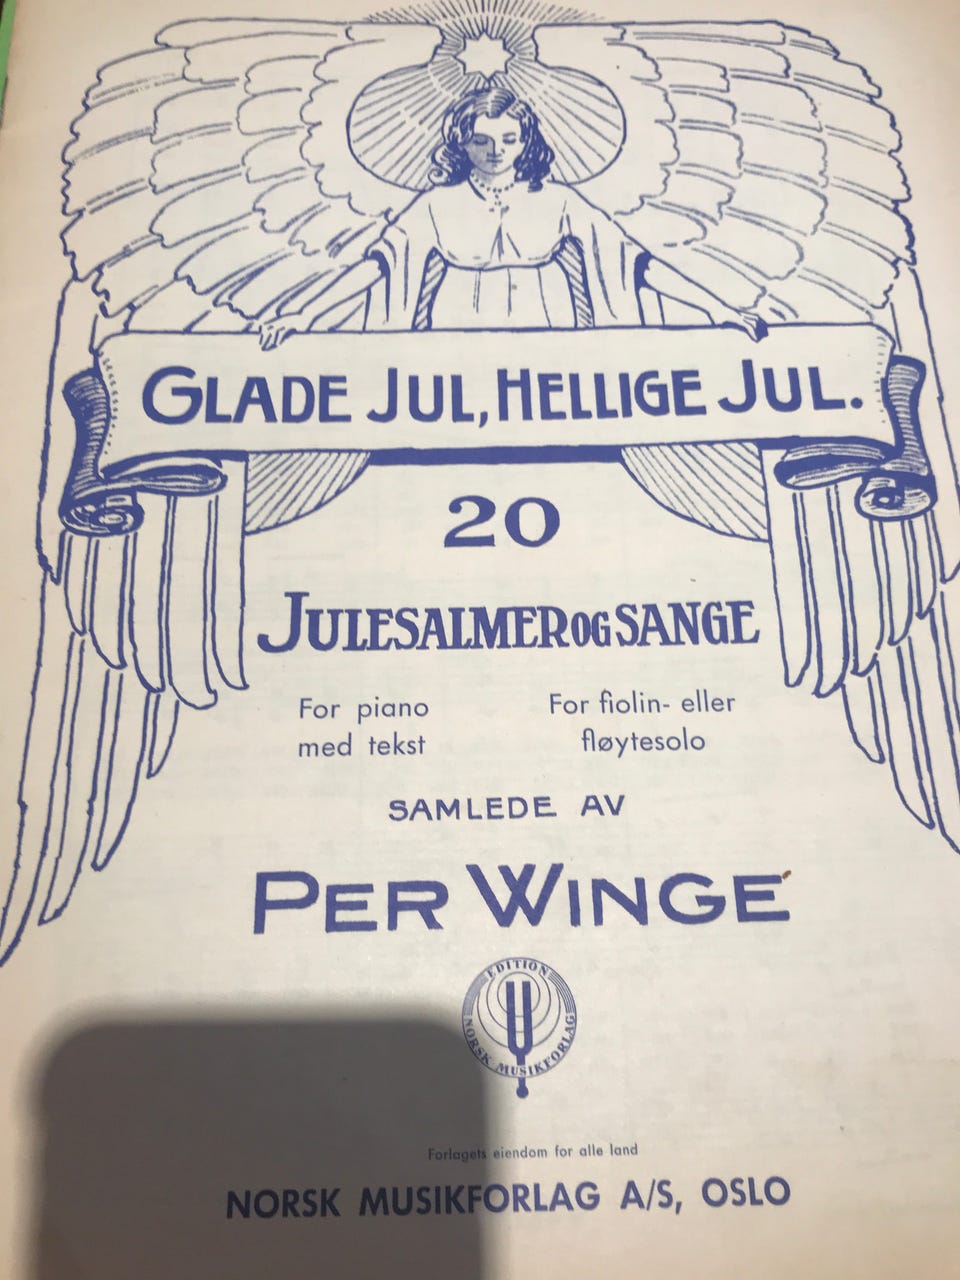 GLADE JUL, HELLIGE JUL.
20
JULESALMER OG SANGE
For piano
med tekst
For fiolin- eller
fløytesolo
SAMLEDE AV
PER WINGE
EDITION
NORSK MUSIKFORLAG
Forlagets eiendom for alle land
NORSK MUSIKFORLAG A/S, OSLO